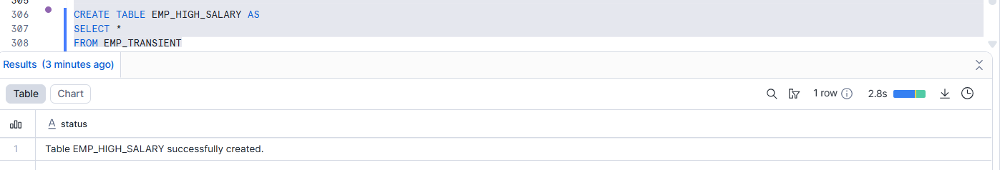 305
306 CREATE TABLE EMP_HIGH_SALARY AS
307 SELECT *
308 FROM EMP_TRANSIENT
Results (3 minutes ago)
Table Chart 1 row 2.8s
A status
1 Table EMP_HIGH_SALARY successfully created.